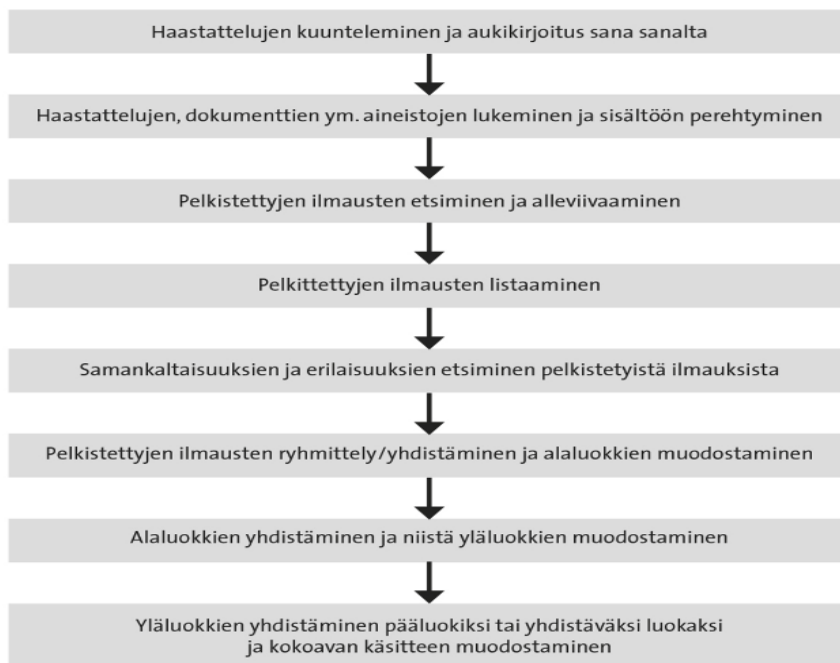 Haastattelujen kuunteleminen ja aukikirjoitus sana sanalta
Haastattelujen, dokumenttien ym. aineistojen lukeminen ja sisältöön perehtyminen
Pelkistettyjen ilmausten etsiminen ja alleviivaaminen
Pelkittettyjen ilmausten listaaminen
Samankaltaisuuksien ja erilaisuuksien etsiminen pelkistetyistä ilmauksista
Pelkistettyjen ilmausten ryhmittely/yhdistäminen ja alaluokkien muodostaminen
Alaluokkien yhdistäminen ja niistä yläluokkien muodostaminen
Yläluokkien yhdistäminen pääluokiksi tai yhdistäväksi luokaksi
ja kokoavan käsitteen muodostaminen